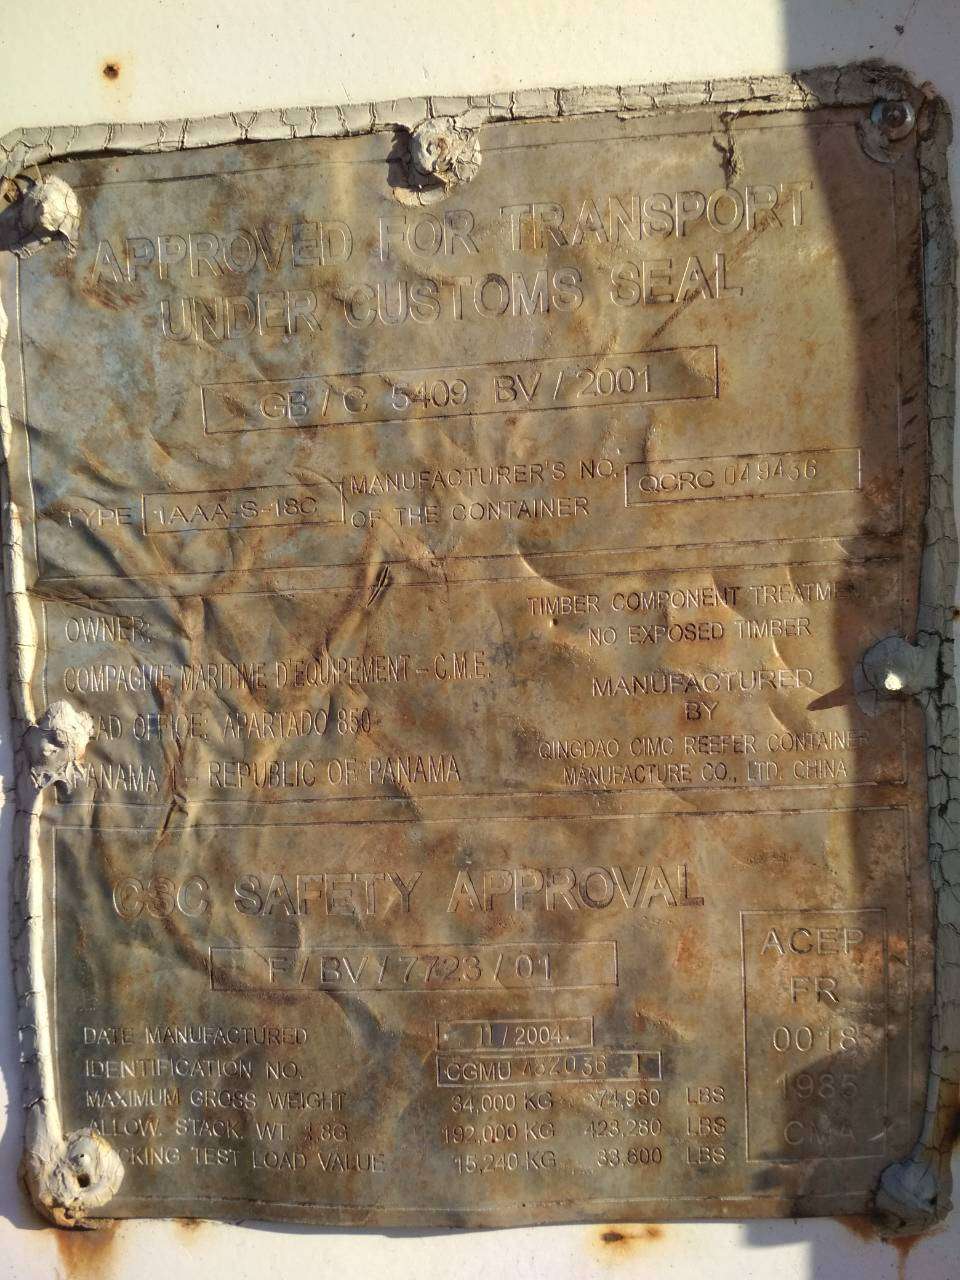 APPROVED FOR TRANSPORT
UNDER CUSTOMS SEAL
GB / C 5409 BV / 2001
TYPE 1AAA-S-18C
MANUFACTURER'S NO.
OF THE CONTAINER
QCRC 049436
OWNER:
COMPAGNIE MARITIME D'EQUIPEMENT - C.M.E.
HEAD OFFICE: APARTADO 850
PANAMA 1 - REPUBLIC OF PANAMA
TIMBER COMPONENT TREATMENT
NO EXPOSED TIMBER
MANUFACTURED
BY
QINGDAO CIMC REEFER CONTAINER
MANUFACTURE CO., LTD. CHINA
CSC SAFETY APPROVAL
F / BV / 7723 / 01
DATE MANUFACTURED 11 / 2004
IDENTIFICATION NO. CGMU 432036 1
MAXIMUM GROSS WEIGHT 34,000 KG 74,960 LBS
ALLOW. STACK. WT. 1.8G 192,000 KG 423,280 LBS
RACKING TEST LOAD VALUE 15,240 KG 33,600 LBS
ACEP
FR
0018
1985
CMA